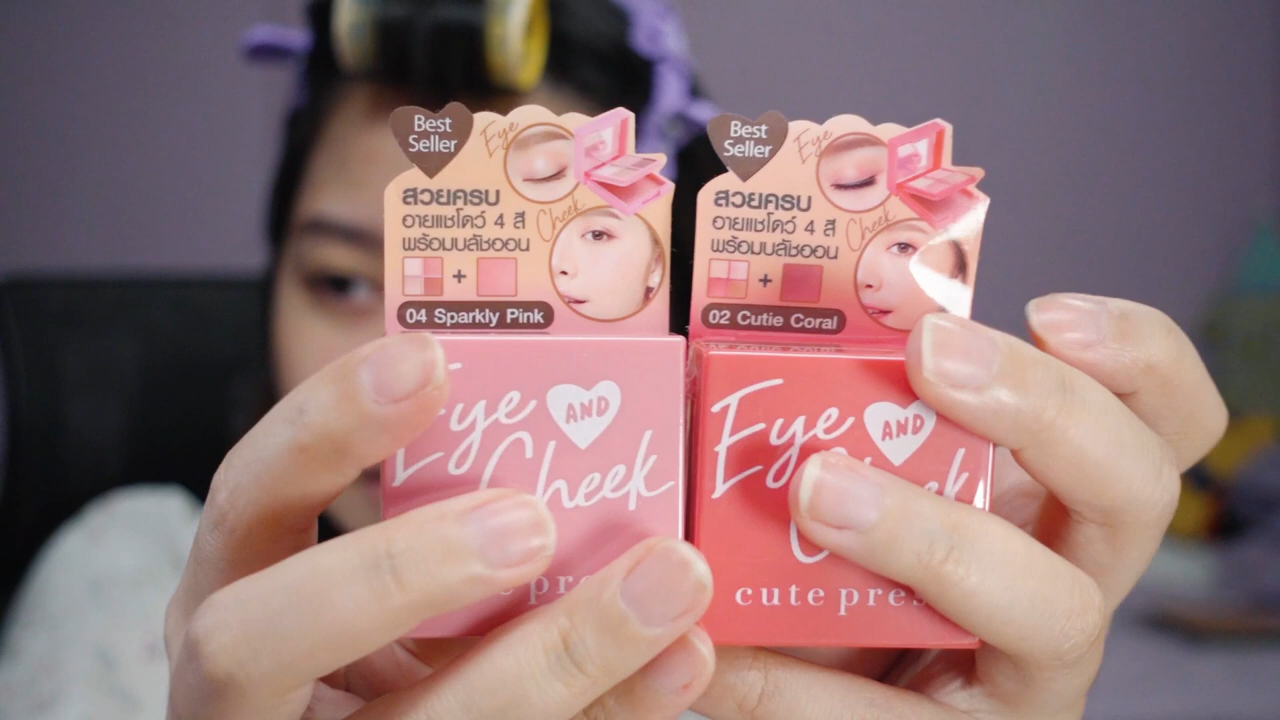 Best
Seller
Eye
สวยครบ
อายแชโดว์ 4 สี
พร้อมบลัชออน
Cheek
+
04 Sparkly Pink
Eye AND
Cheek
Best
Seller
Eye
สวยครบ
อายแชโดว์ 4 สี
พร้อมบลัชออน
Cheek
+
02 Cutie Coral
Eye AND
cute